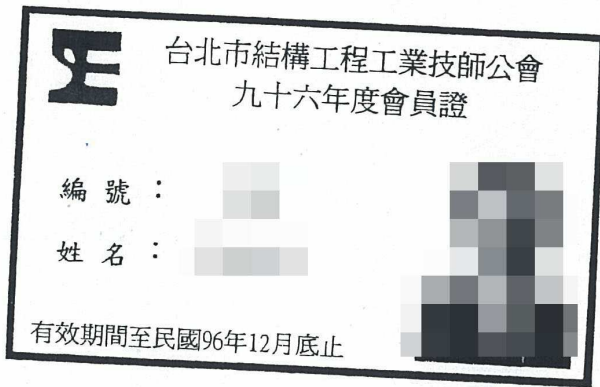 台北市結構工程工業技師公會
九十六年度會員證
編號：
姓名：
有效期間至民國96年12月底止